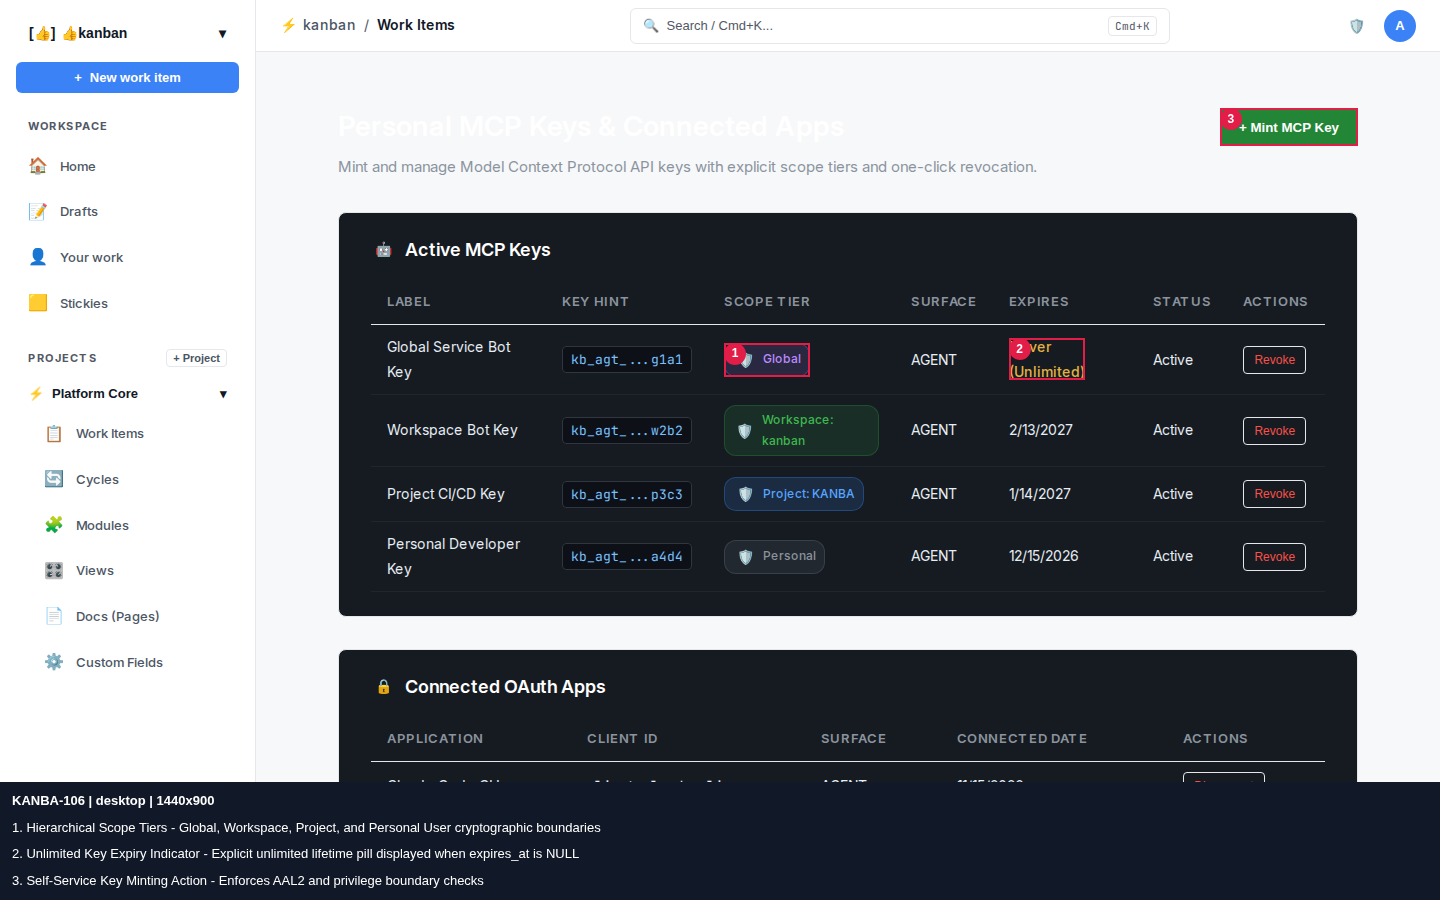 [👍] 👍kanban ▾
+ New work item
WORKSPACE
Home
Drafts
Your work
Stickies
PROJECTS + Project
Platform Core ▾
Work Items
Cycles
Modules
Views
Docs (Pages)
Custom Fields
kanban / Work Items
Search / Cmd+K... Cmd+K
A
Personal MCP Keys & Connected Apps
3 + Mint MCP Key
Mint and manage Model Context Protocol API keys with explicit scope tiers and one-click revocation.
Active MCP Keys
LABEL KEY HINT SCOPE TIER SURFACE EXPIRES STATUS ACTIONS
Global Service Bot
Key
kb_agt_...g1a1 1 Global AGENT 2 ver
(Unlimited) Active Revoke
Workspace Bot Key kb_agt_...w2b2 Workspace:
kanban AGENT 2/13/2027 Active Revoke
Project CI/CD Key kb_agt_...p3c3 Project: KANBA AGENT 1/14/2027 Active Revoke
Personal Developer
Key
kb_agt_...a4d4 Personal AGENT 12/15/2026 Active Revoke
Connected OAuth Apps
APPLICATION CLIENT ID SURFACE CONNECTED DATE ACTIONS
KANBA-106 | desktop | 1440x900
1. Hierarchical Scope Tiers - Global, Workspace, Project, and Personal User cryptographic boundaries
2. Unlimited Key Expiry Indicator - Explicit unlimited lifetime pill displayed when expires_at is NULL
3. Self-Service Key Minting Action - Enforces AAL2 and privilege boundary checks